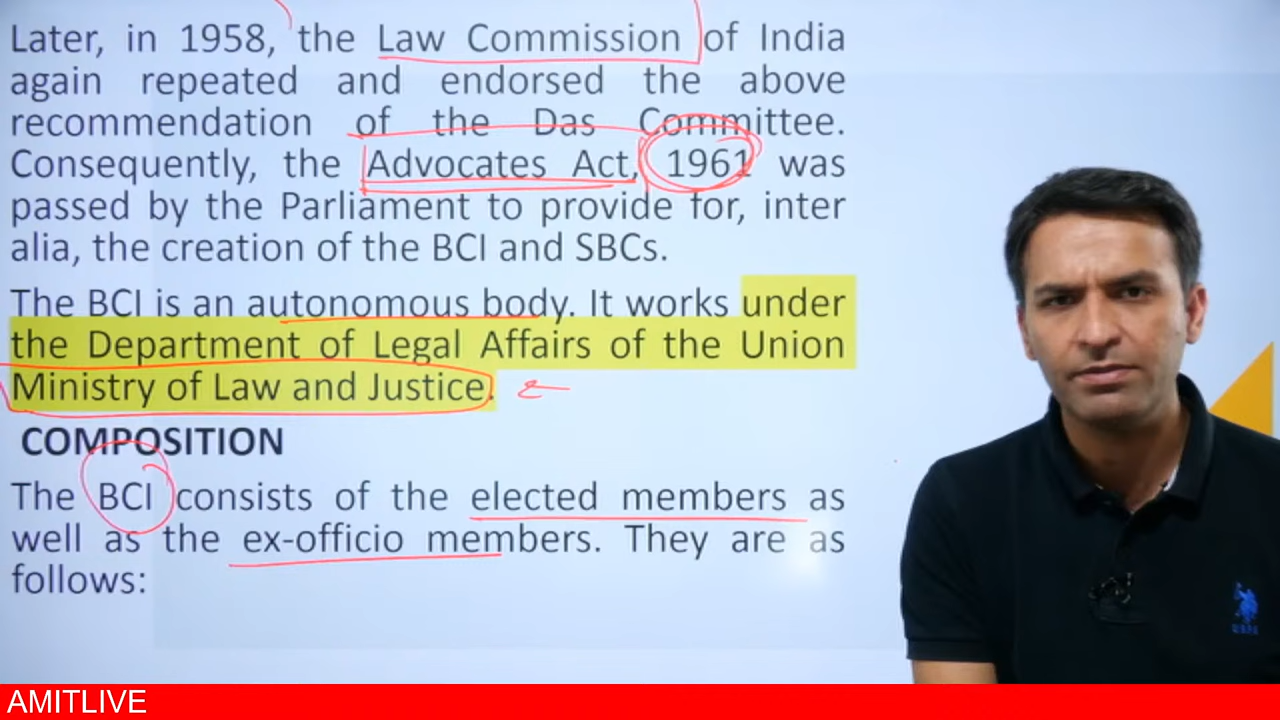 Later, in 1958, the Law Commission of India
again repeated and endorsed the above
recommendation of the Das Committee.
Consequently, the Advocates Act, 1961 was
passed by the Parliament to provide for, inter
alia, the creation of the BCI and SBCs.
The BCI is an autonomous body. It works under
the Department of Legal Affairs of the Union
Ministry of Law and Justice.
COMPOSITION
The BCI consists of the elected members as
well as the ex-officio members. They are as
follows:
USPA
AMITLIVE